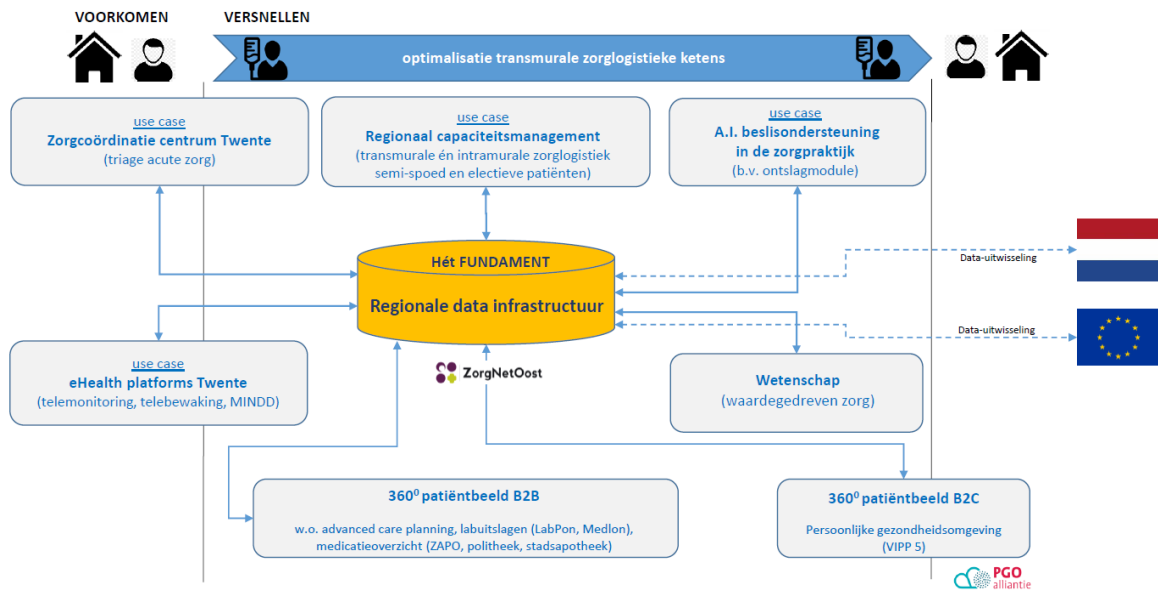 VOORKOMEN
VERSNELLEN
optimalisatie transmurale zorglogistieke ketens
use case
Zorgcoördinatie centrum Twente
(triage acute zorg)
use case
Regionaal capaciteitsmanagement
(transmurale én intramurale zorglogistiek
semi-spoed en electieve patiënten)
use case
A.I. beslisondersteuning
in de zorgpraktijk
(b.v. ontslagmodule)
Hét FUNDAMENT
Regionale data infrastructuur
Data-uitwisseling
Data-uitwisseling
use case
eHealth platforms Twente
(telemonitoring, telebewaking, MINDD)
ZorgNetOost
Wetenschap
(waardegedreven zorg)
360⁰ patiëntbeeld B2B
w.o. advanced care planning, labuitslagen (LabPon, Medlon),
medicatieoverzicht (ZAPO, politheek, stadsapotheek)
360⁰ patiëntbeeld B2C
Persoonlijke gezondheidsomgeving
(VIPP 5)
PGO
alliantie